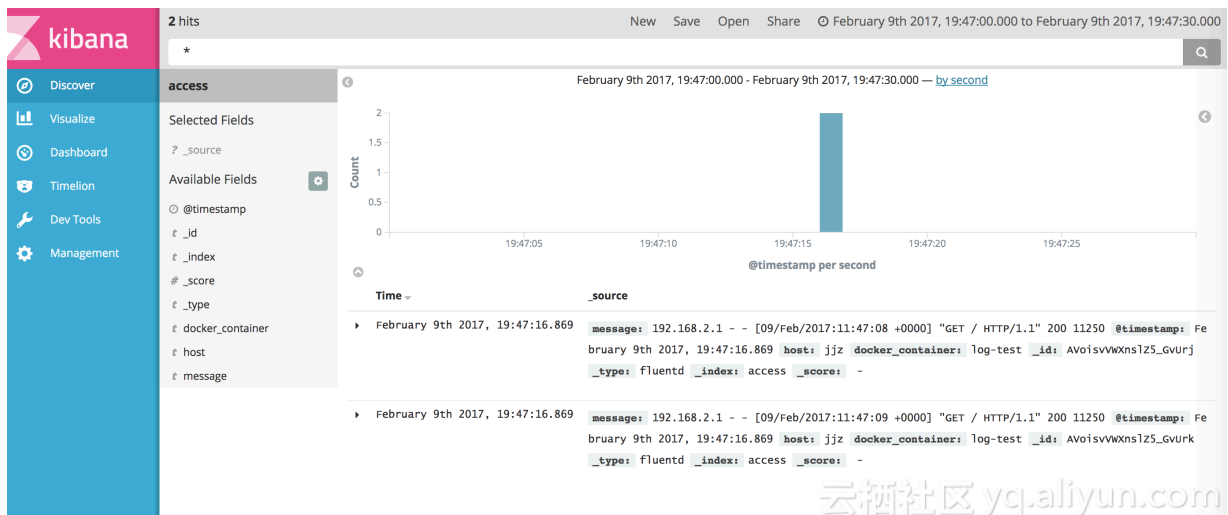 kibana
2 hits
New Save Open Share February 9th 2017, 19:47:00.000 to February 9th 2017, 19:47:30.000
*
Discover
Visualize
Dashboard
Timelion
Dev Tools
Management
access
Selected Fields
? _source
Available Fields
@timestamp
t _id
t _index
# _score
t _type
t docker_container
t host
t message
February 9th 2017, 19:47:00.000 - February 9th 2017, 19:47:30.000 — by second
Count
2
1.5
1
0.5
0
19:47:05 19:47:10 19:47:15 19:47:20 19:47:25
@timestamp per second
Time _source
February 9th 2017, 19:47:16.869 message: 192.168.2.1 - - [09/Feb/2017:11:47:08 +0000] "GET / HTTP/1.1" 200 11250 @timestamp: Fe
bruary 9th 2017, 19:47:16.869 host: jjz docker_container: log-test _id: AVoisvVWXnslZ5_GvUrj
_type: fluentd _index: access _score: -
February 9th 2017, 19:47:16.869 message: 192.168.2.1 - - [09/Feb/2017:11:47:09 +0000] "GET / HTTP/1.1" 200 11250 @timestamp: Fe
bruary 9th 2017, 19:47:16.869 host: jjz docker_container: log-test _id: AVoisvVWXnslZ5_GvUrk
_type: fluentd _index: access _score: -
云栖社区 yq.aliyun.com